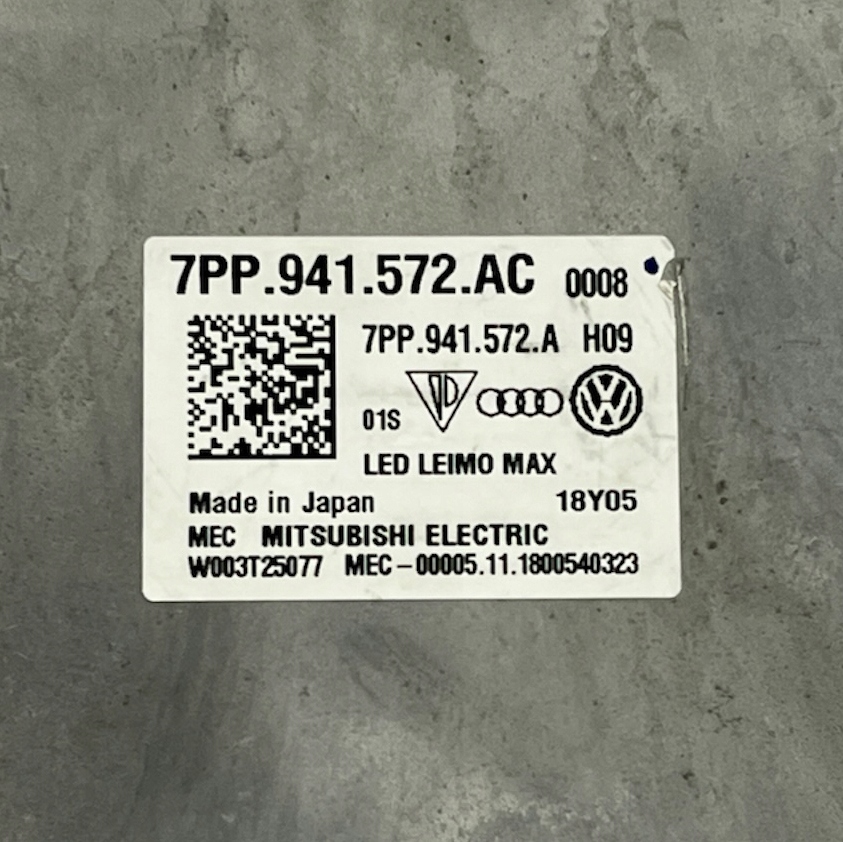 7PP.941.572.AC 0008
7PP.941.572.A H09
01S
LED LEIMO MAX
Made in Japan 18Y05
MEC MITSUBISHI ELECTRIC
W003T25077 MEC-00005.11.1800540323